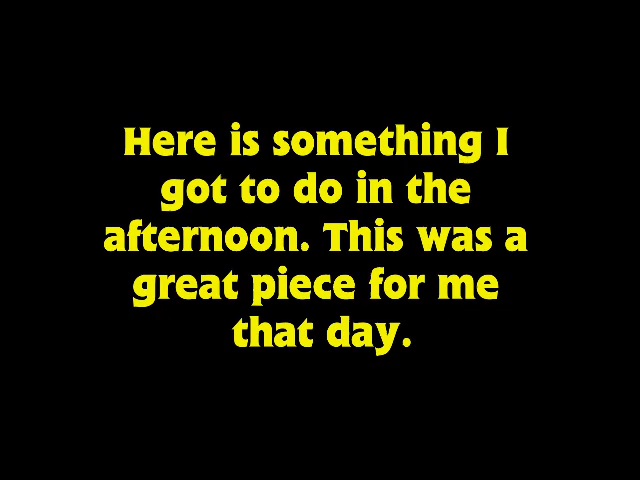 Here is something I
got to do in the
afternoon. This was a
great piece for me
that day.